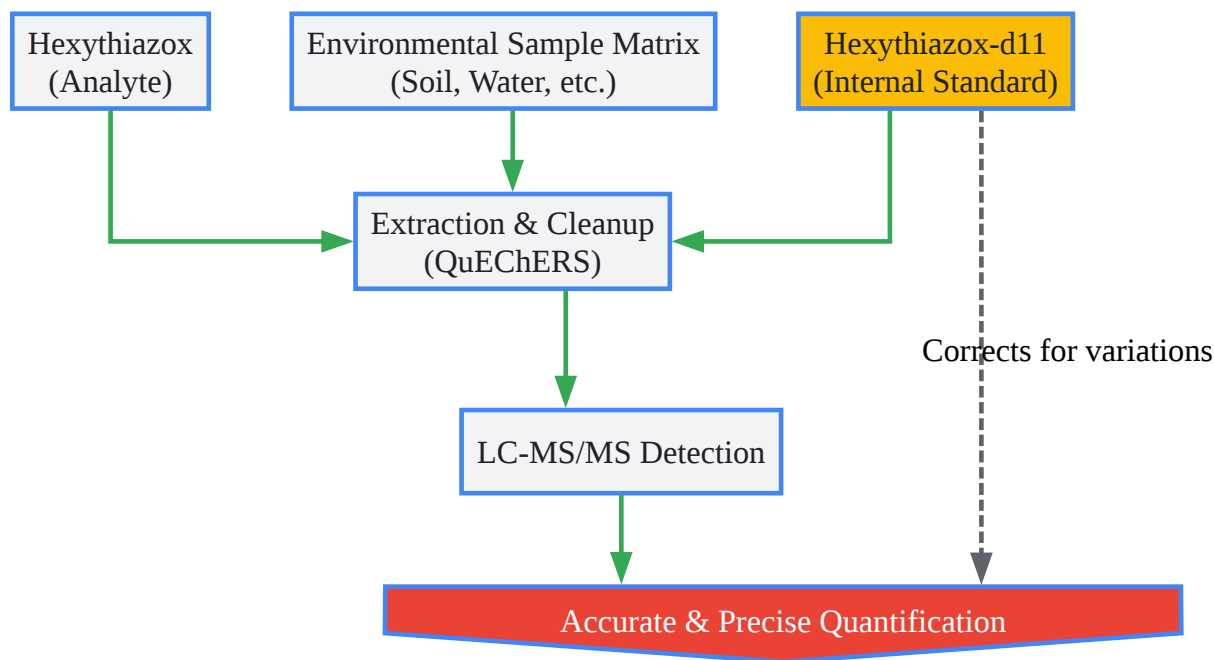 Hexythiazox
(Analyte)
Environmental Sample Matrix
(Soil, Water, etc.)
Hexythiazox-d11
(Internal Standard)
Extraction & Cleanup
(QuEChERS)
Corrects for variations
LC-MS/MS Detection
Accurate & Precise Quantification